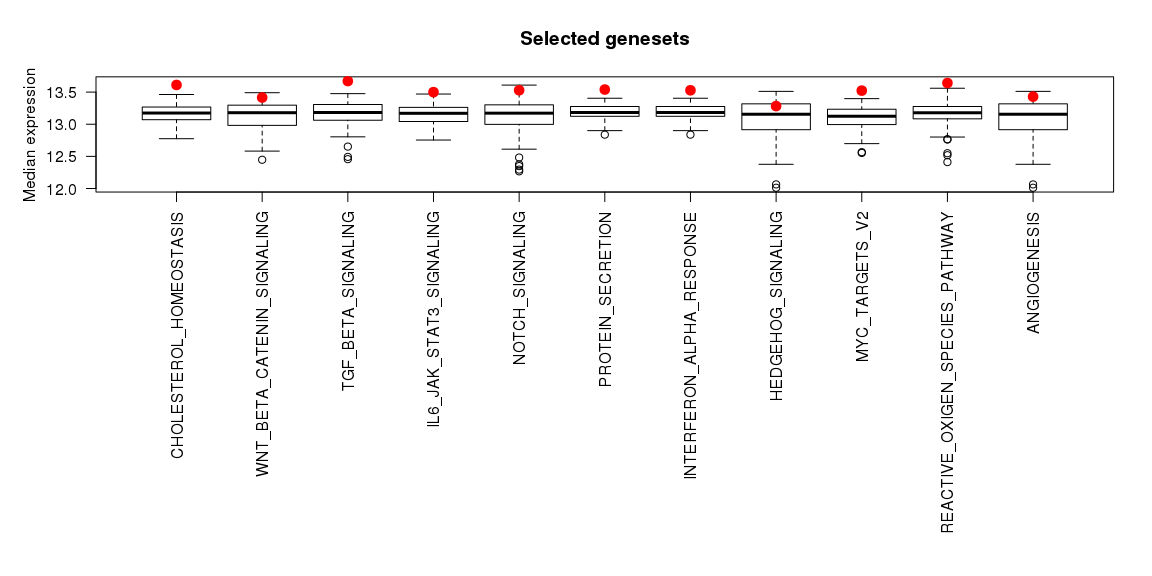 Selected genesets
Median expression
13.5
13.0
12.5
12.0
CHOLESTEROL_HOMEOSTASIS
WNT_BETA_CATENIN_SIGNALING
TGF_BETA_SIGNALING
IL6_JAK_STAT3_SIGNALING
NOTCH_SIGNALING
PROTEIN_SECRETION
INTERFERON_ALPHA_RESPONSE
HEDGEHOG_SIGNALING
MYC_TARGETS_V2
REACTIVE_OXIGEN_SPECIES_PATHWAY
ANGIOGENESIS